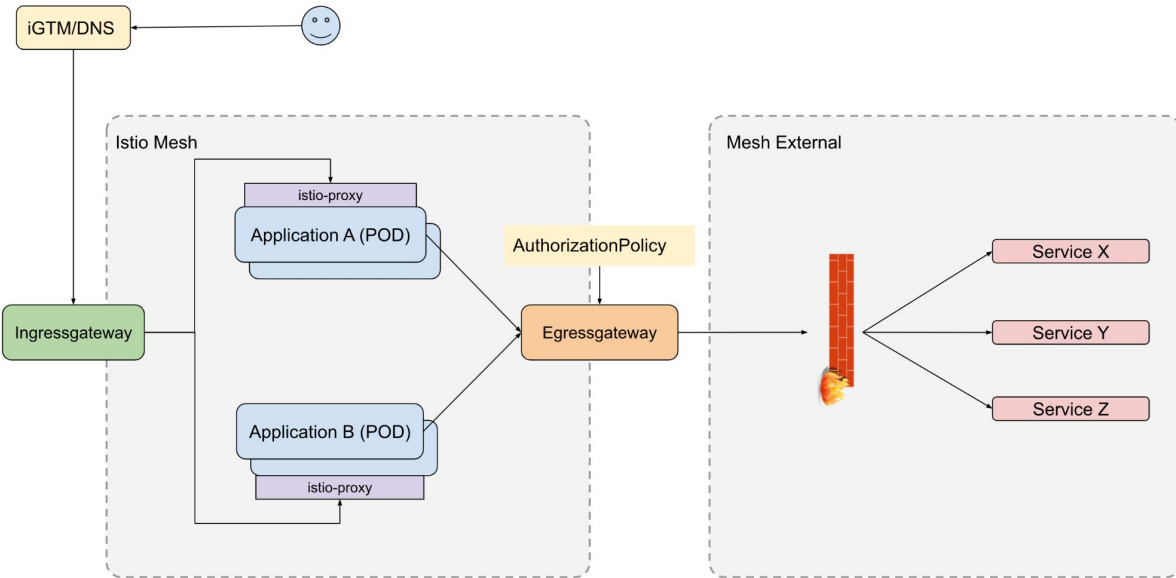 iGTM/DNS
Istio Mesh
Mesh External
istio-proxy
Application A (POD)
AuthorizationPolicy
Service X
Ingressgateway
Egressgateway
Service Y
Application B (POD)
Service Z
istio-proxy